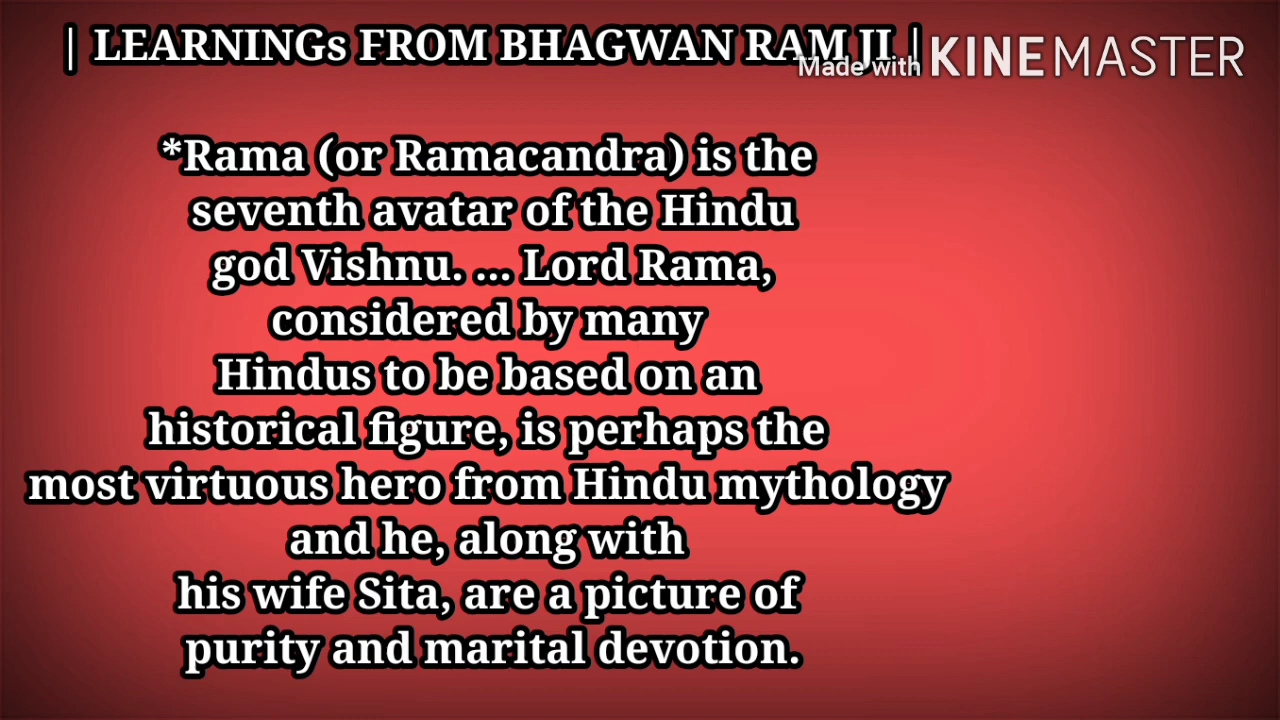 | LEARNINGs FROM BHAGWAN RAM JI |
Made with KINEMASTER
*Rama (or Ramacandra) is the
seventh avatar of the Hindu
god Vishnu. ... Lord Rama,
considered by many
Hindus to be based on an
historical figure, is perhaps the
most virtuous hero from Hindu mythology
and he, along with
his wife Sita, are a picture of
purity and marital devotion.